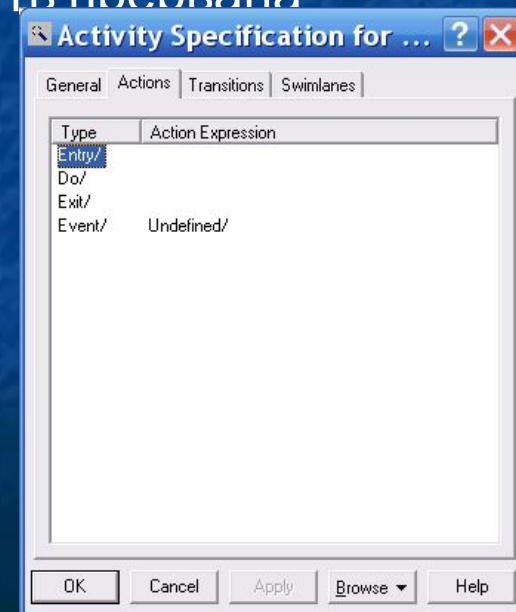 Activity Specification for ...
General Actions Transitions Swimlanes
Type Action Expression
Entry/
Do/
Exit/
Event/ Undefined/
OK Cancel Apply Browse Help